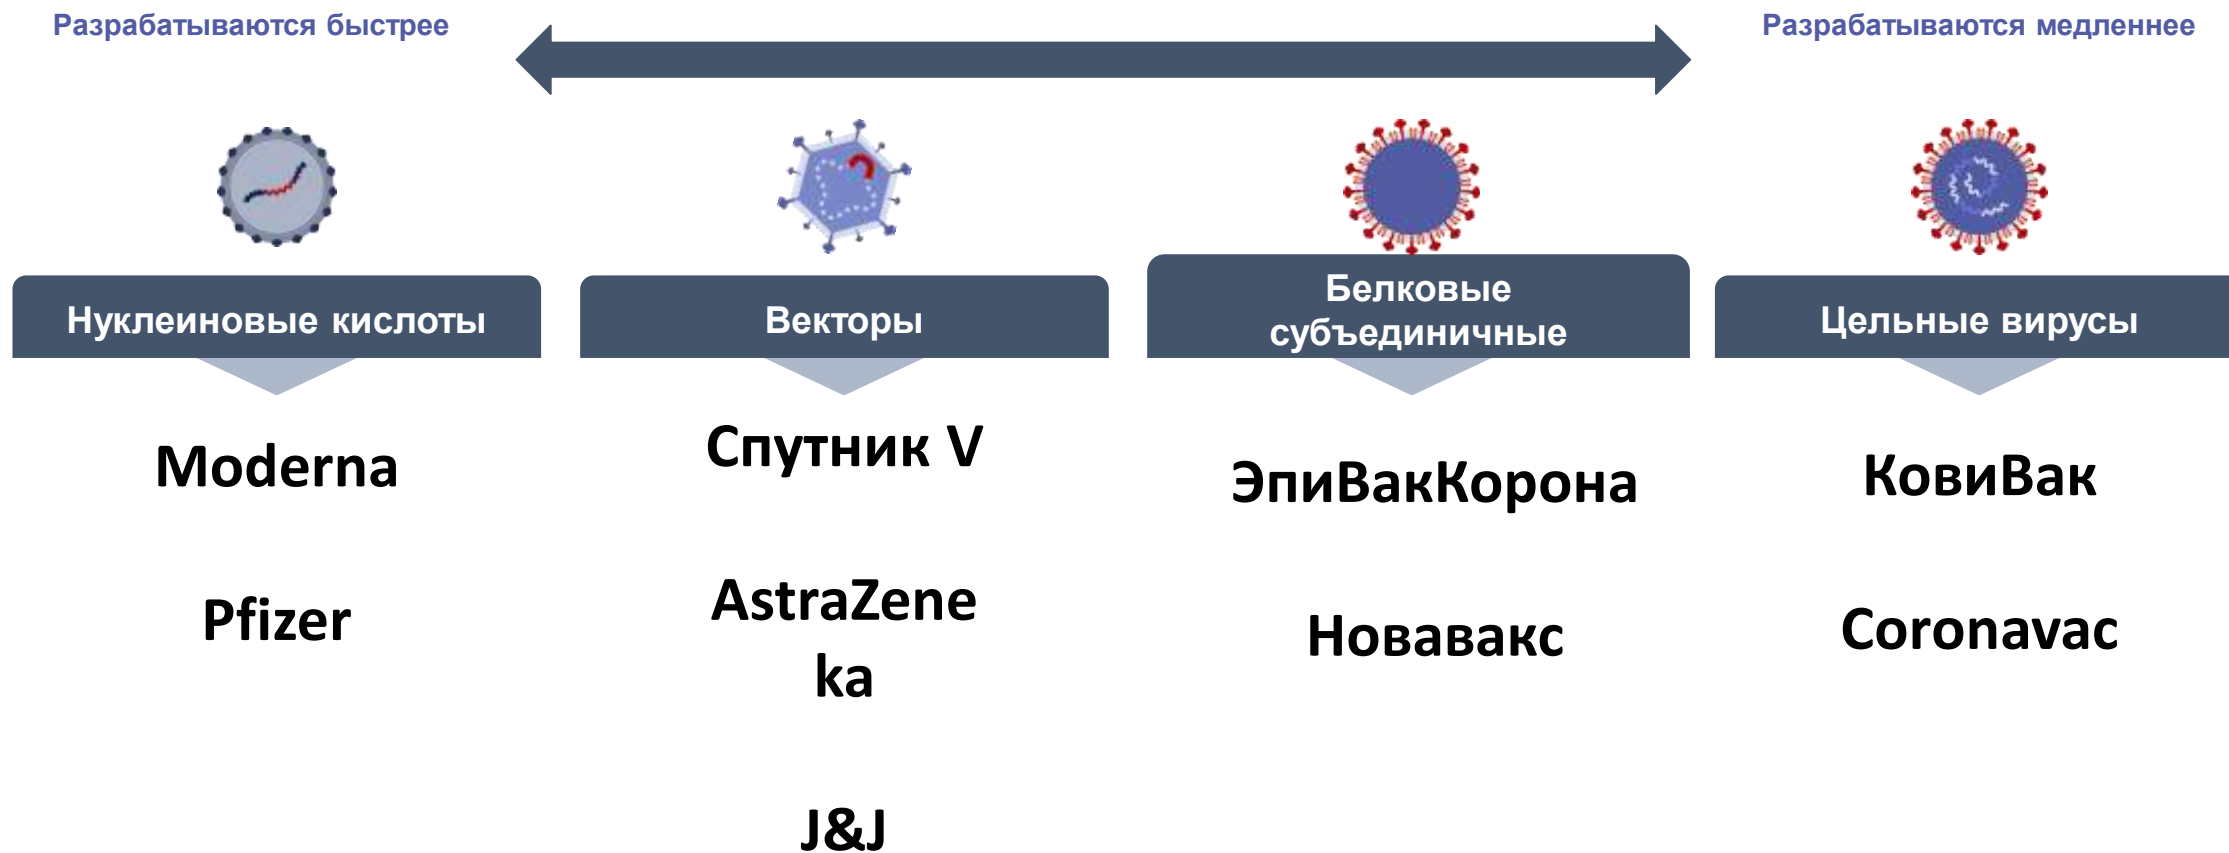 Разрабатываются быстрее
Разрабатываются медленнее
Нуклеиновые кислоты
Векторы
Белковые
субъединичные
Цельные вирусы
Moderna
Pfizer
Спутник V
AstraZene
ka
J&J
ЭпиВакКорона
Новавакс
КовиВак
Coronavac